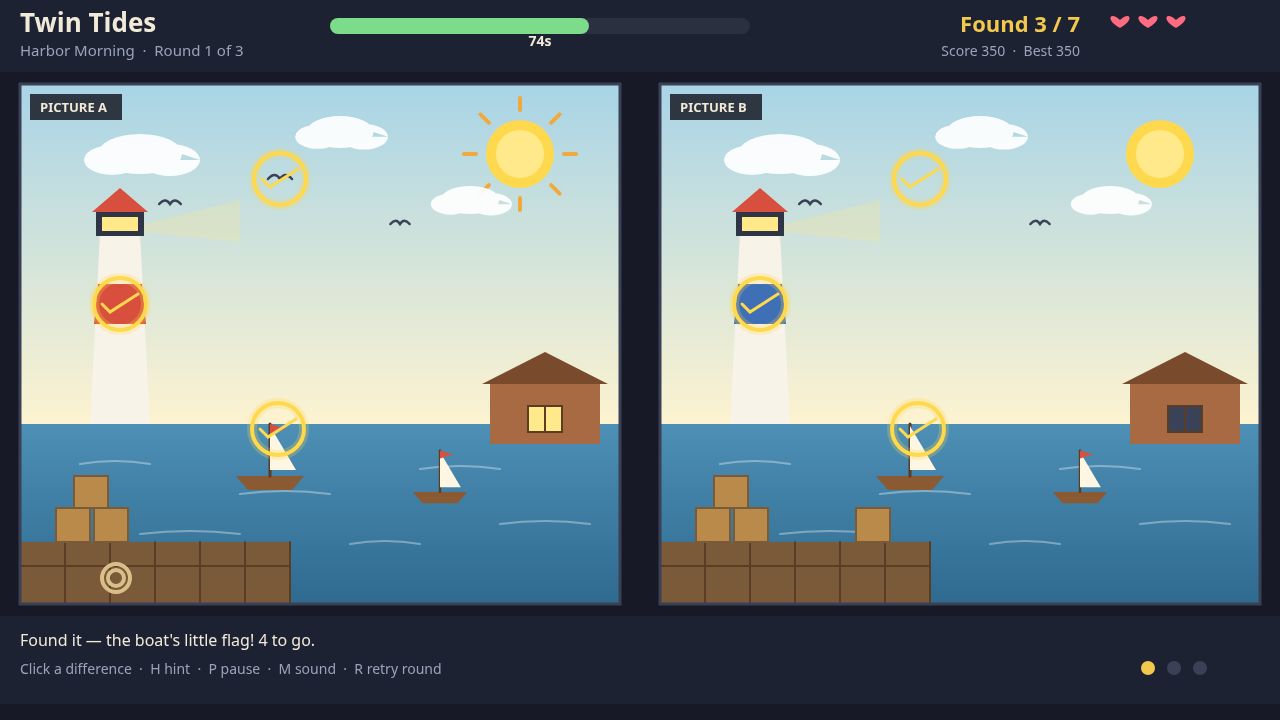 Twin Tides
Harbor Morning · Round 1 of 3
74s
Found 3 / 7
Score 350 · Best 350
PICTURE A
PICTURE B
Found it — the boat's little flag! 4 to go.
Click a difference · H hint · P pause · M sound · R retry round